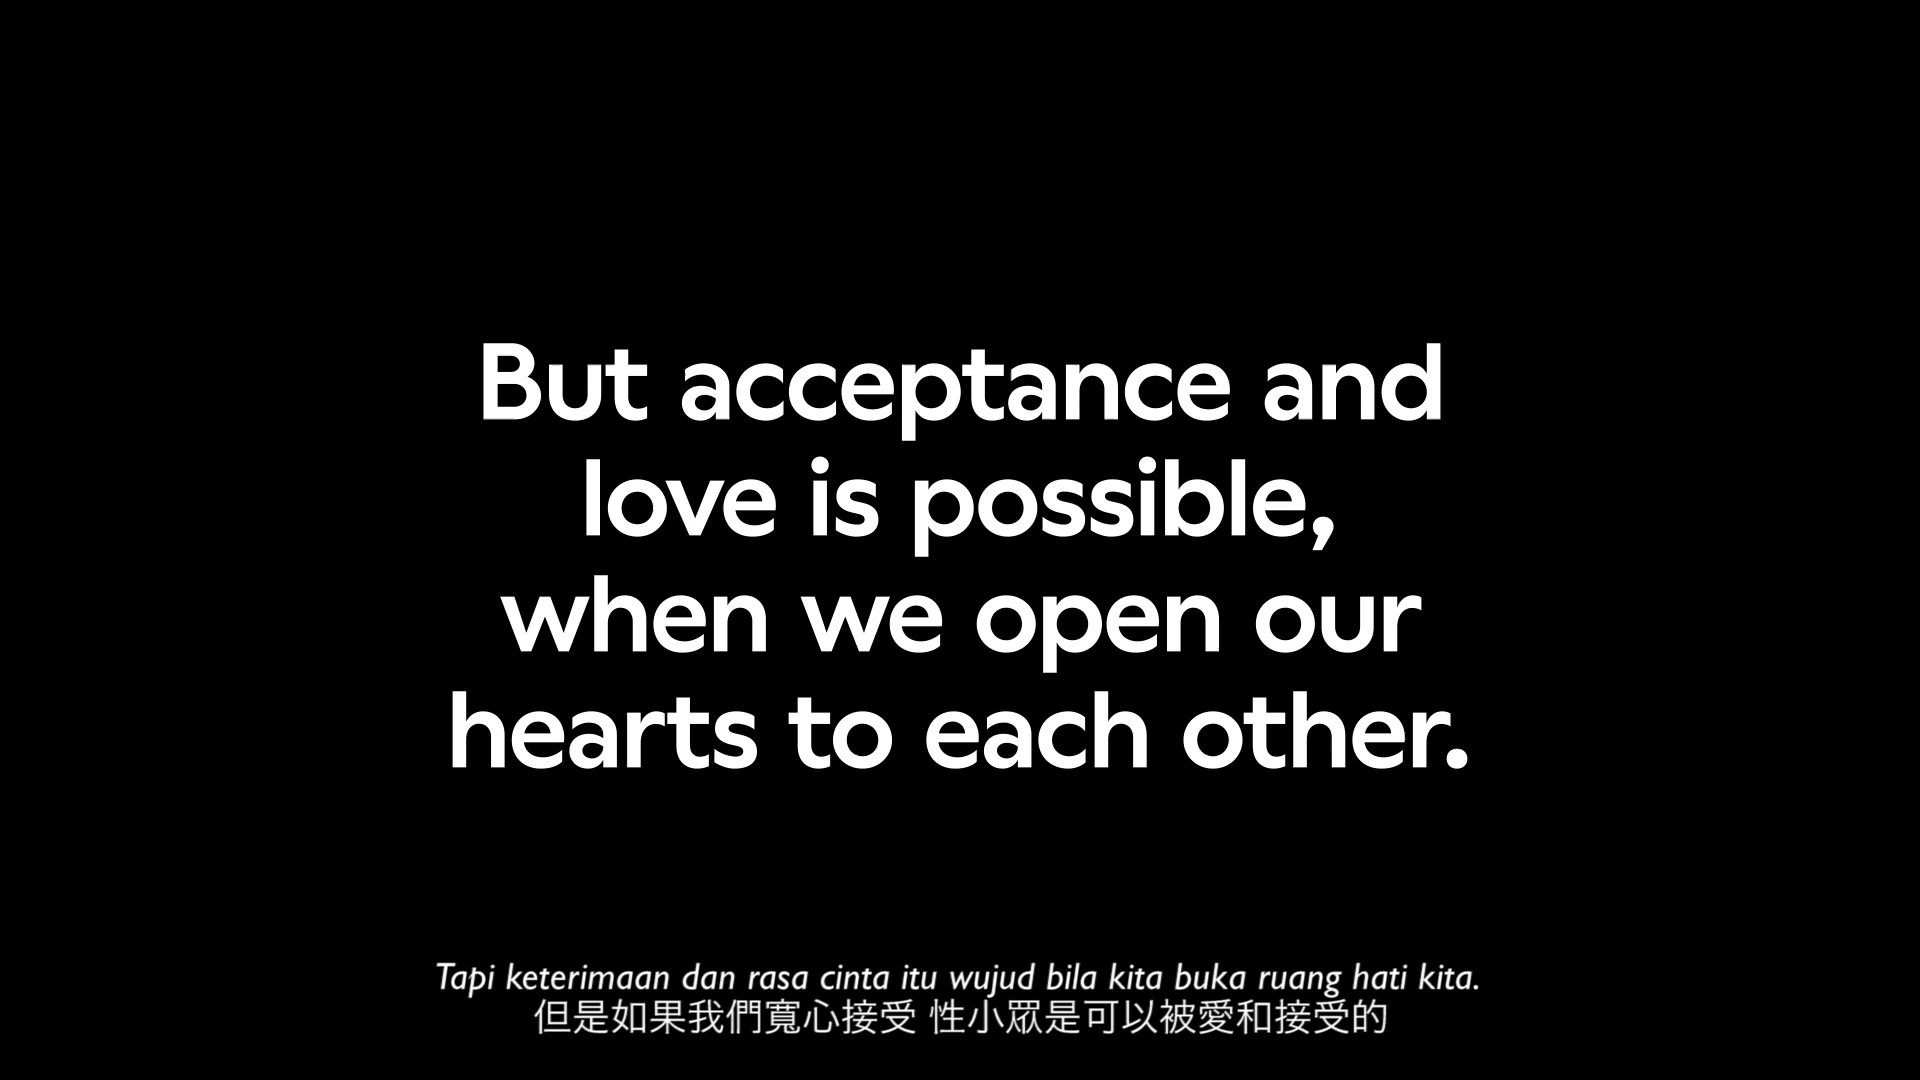 But acceptance and
love is possible,
when we open our
hearts to each other.
Tapi keterimaan dan rasa cinta itu wujud bila kita buka ruang hati kita.
但是如果我們寬心接受 性小眾是可以被愛和接受的